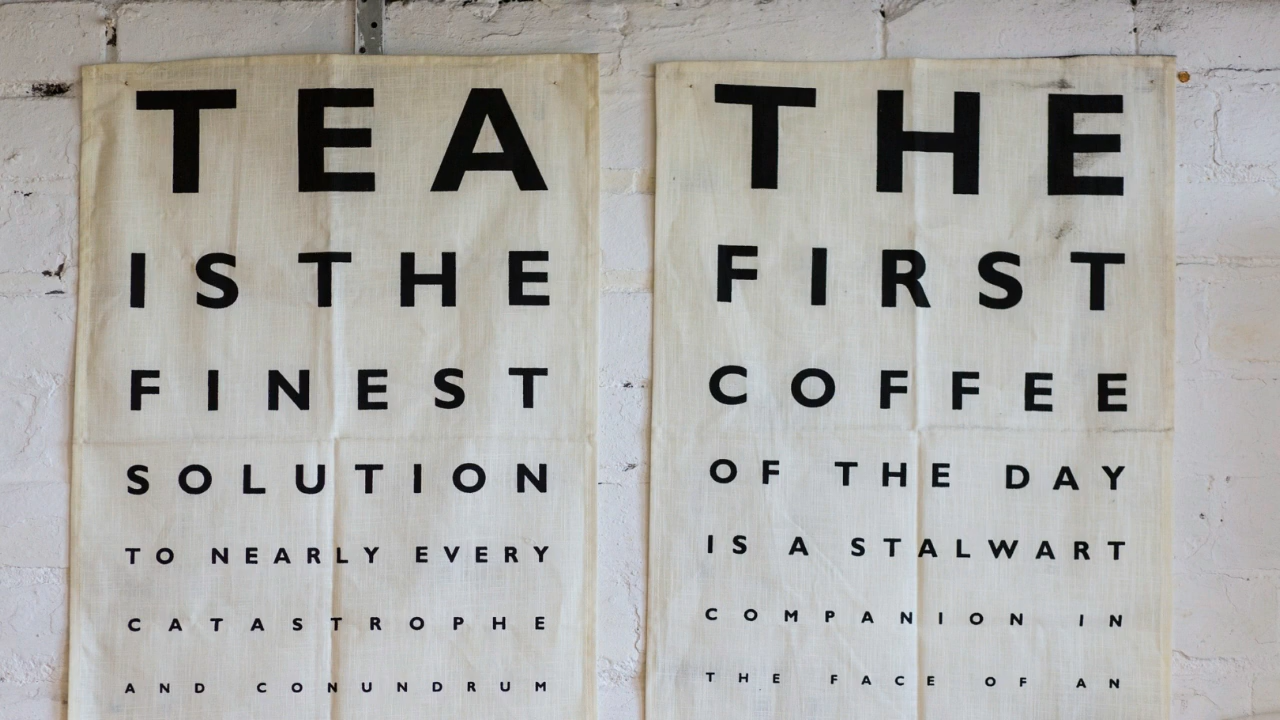 TEA
IS THE
FINEST
SOLUTION
TO NEARLY EVERY
CATASTROPHE
AND CONUNDRUM
THE
FIRST
COFFEE
OF THE DAY
IS A STALWART
COMPANION IN
THE FACE OF AN